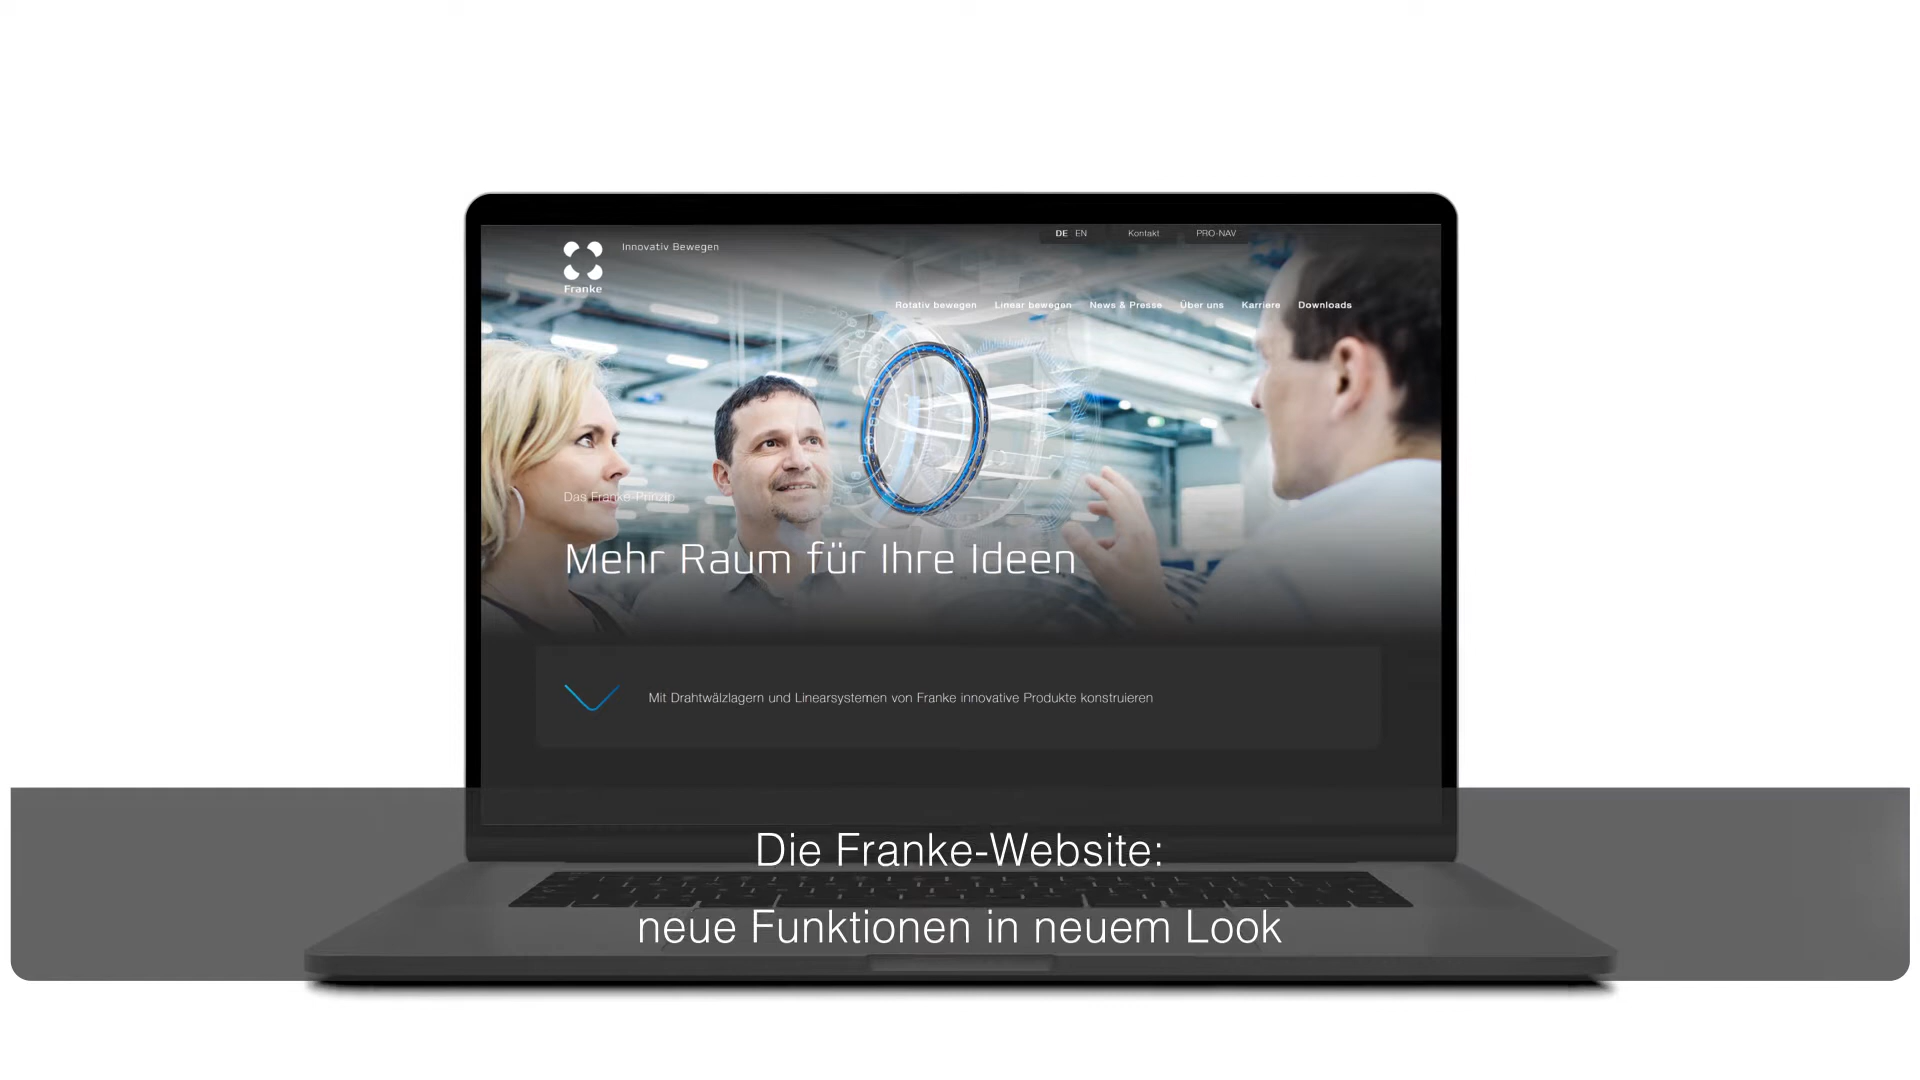 Innovativ Bewegen
DE EN Kontakt PRO-NAV
Franke
Rotativ bewegen Linear bewegen News & Presse Über uns Karriere Downloads
Das Franke-Prinzip
Mehr Raum für Ihre Ideen
Mit Drahtwälzlagern und Linearsystemen von Franke innovative Produkte konstruieren
Die Franke-Website:
neue Funktionen in neuem Look